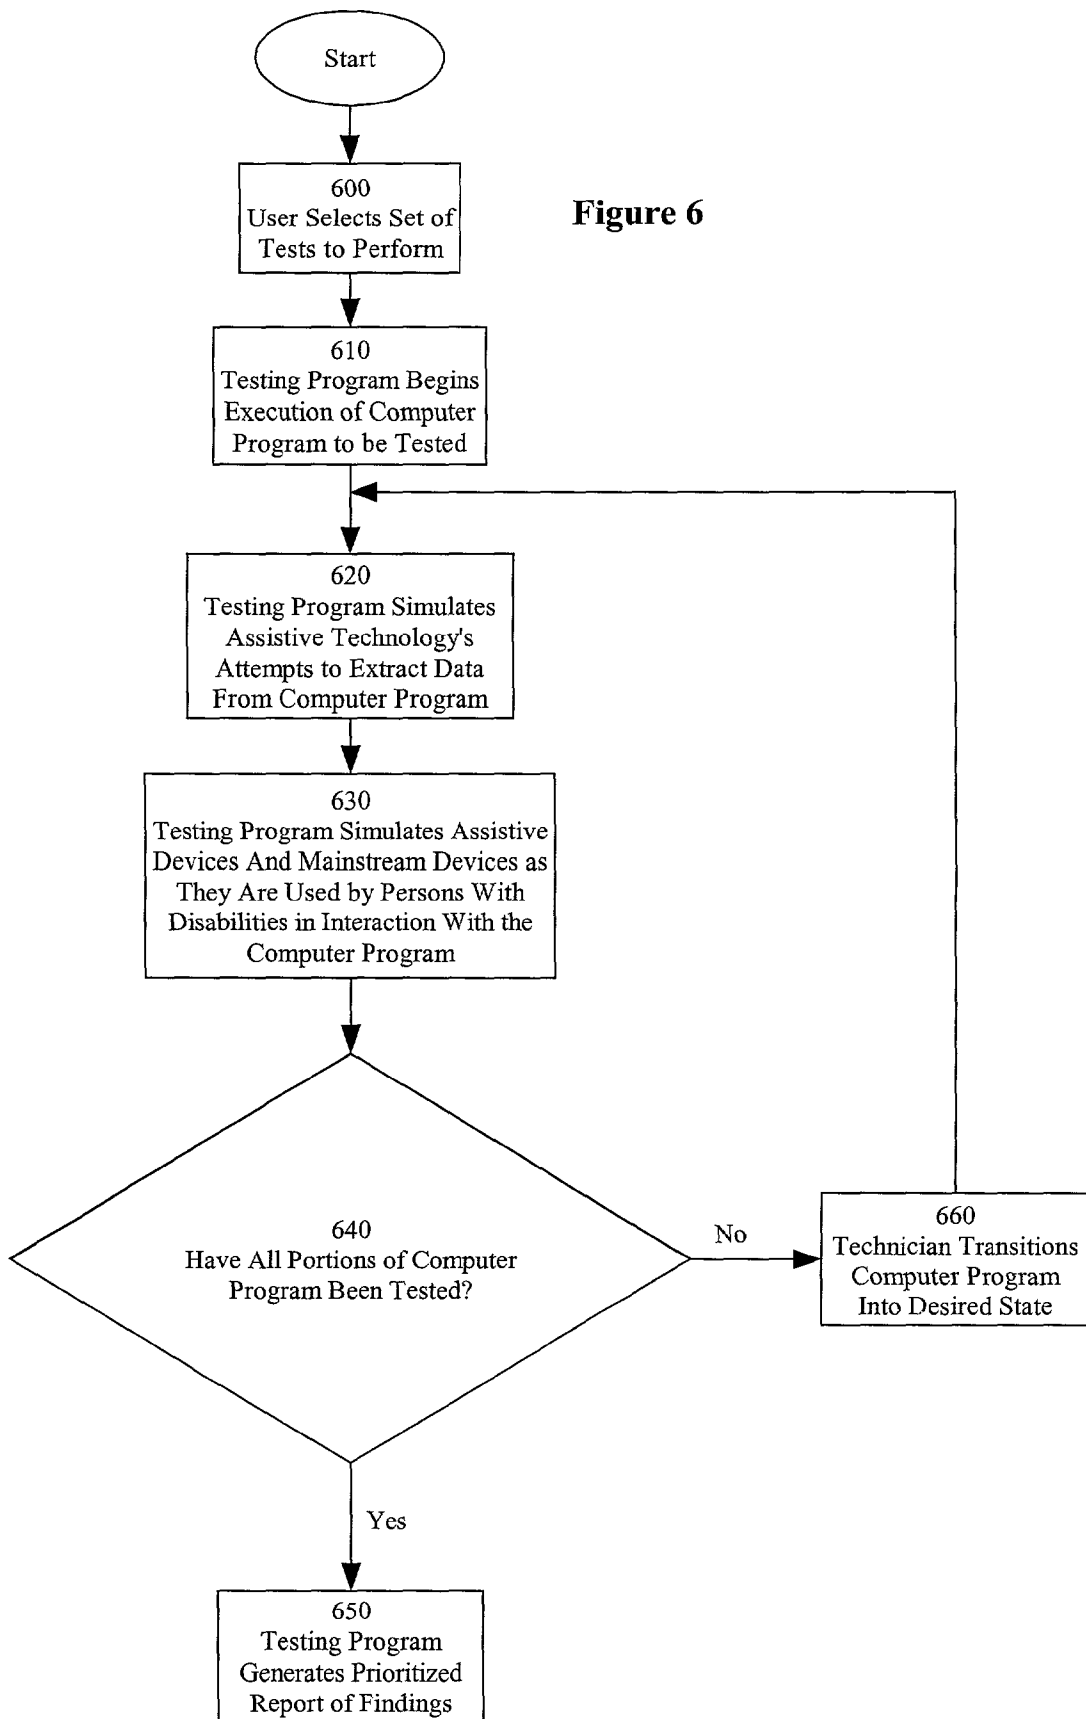 Start
600
User Selects Set of
Tests to Perform
Figure 6
610
Testing Program Begins
Execution of Computer
Program to be Tested
620
Testing Program Simulates
Assistive Technology's
Attempts to Extract Data
From Computer Program
630
Testing Program Simulates Assistive
Devices And Mainstream Devices as
They Are Used by Persons With
Disabilities in Interaction With the
Computer Program
640
Have All Portions of Computer
Program Been Tested?
No
660
Technician Transitions
Computer Program
Into Desired State
Yes
650
Testing Program
Generates Prioritized
Report of Findings